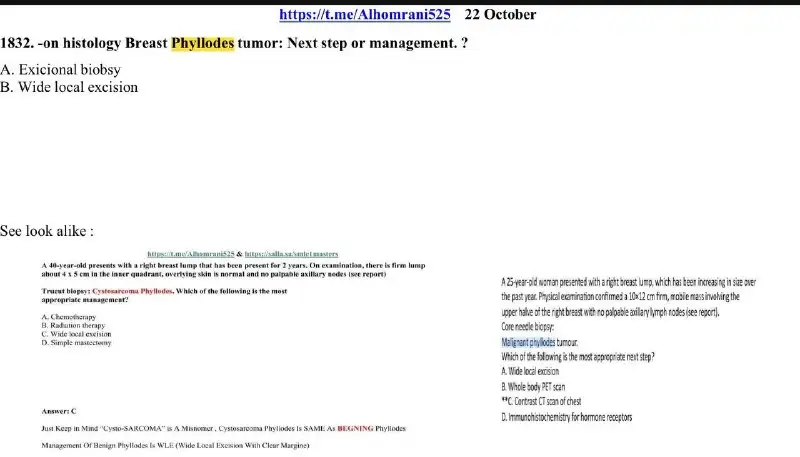 https://t.me/Alhomrani525 22 October
1832. -on histology Breast Phyllodes tumor: Next step or management. ?
A. Exicional biobsy
B. Wide local excision
See look alike :
https://t.me/Alhomrani525 & https://salla.sa/smletmasters
A 40-year-old presents with a right breast lump that has been present for 2 years. On examination, there is firm lump
about 4 x 5 cm in the inner quadrant, overlying skin is normal and no palpable axillary nodes (see report)
Trucut biopsy: Cystosarcoma Phyllodes. Which of the following is the most
appropriate management?
A. Chemotherapy
B. Radiation therapy
C. Wide local excision
D. Simple mastectomy
Answer: C
Just Keep in Mind "Cysto-SARCOMA" is A Misnomer , Cystosarcoma Phyllodes Is SAME As BEGNING Phyllodes
Management Of Benign Phyllodes Is WLE (Wide Local Excision With Clear Margins)
A 25-year-old woman presented with a right breast lump, which has been increasing in size over
the past year. Physical examination confirmed a 10×12 cm firm, mobile mass involving the
upper halve of the right breast with no palpable axillary lymph nodes (see report).
Core needle biopsy:
Malignant phyllodes tumour.
Which of the following is the most appropriate next step?
A. Wide local excision
B. Whole body PET scan
**C. Contrast CT scan of chest
D. Immunohistochemistry for hormone receptors